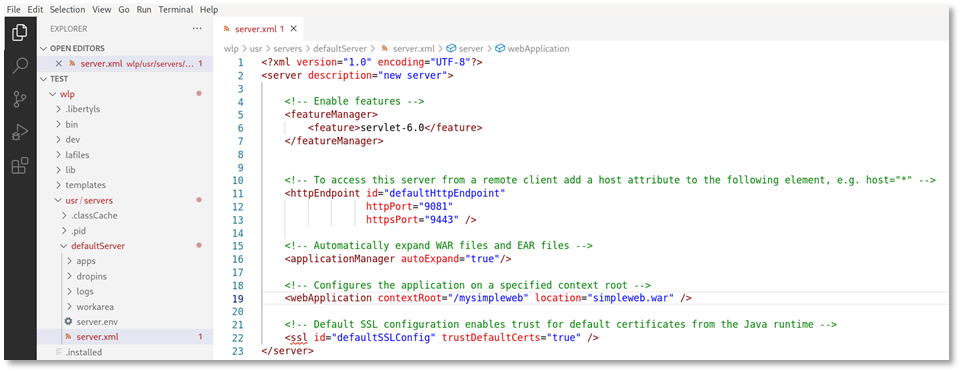 File Edit Selection View Go Run Terminal Help
EXPLORER
OPEN EDITORS
server.xml wlp/usr/servers/... 1
TEST
wlp
.libertyls
bin
dev
lafiles
lib
templates
usr / servers
.classCache
.pid
defaultServer
apps
dropins
logs
workarea
server.env
server.xml 1
.installed
server.xml 1
wlp > usr > servers > defaultServer > server.xml > server > webApplication
1 <?xml version="1.0" encoding="UTF-8"?>
2 <server description="new server">
3
4 <!-- Enable features -->
5 <featureManager>
6 <feature>servlet-6.0</feature>
7 </featureManager>
8
9
10 <!-- To access this server from a remote client add a host attribute to the following element, e.g. host="*" -->
11 <httpEndpoint id="defaultHttpEndpoint"
12 httpPort="9081"
13 httpsPort="9443" />
14
15 <!-- Automatically expand WAR files and EAR files -->
16 <applicationManager autoExpand="true"/>
17
18 <!-- Configures the application on a specified context root -->
19 <webApplication contextRoot="/mysimpleweb" location="simpleweb.war" />
20
21 <!-- Default SSL configuration enables trust for default certificates from the Java runtime -->
22 <ssl id="defaultSSLConfig" trustDefaultCerts="true" />
23 </server>